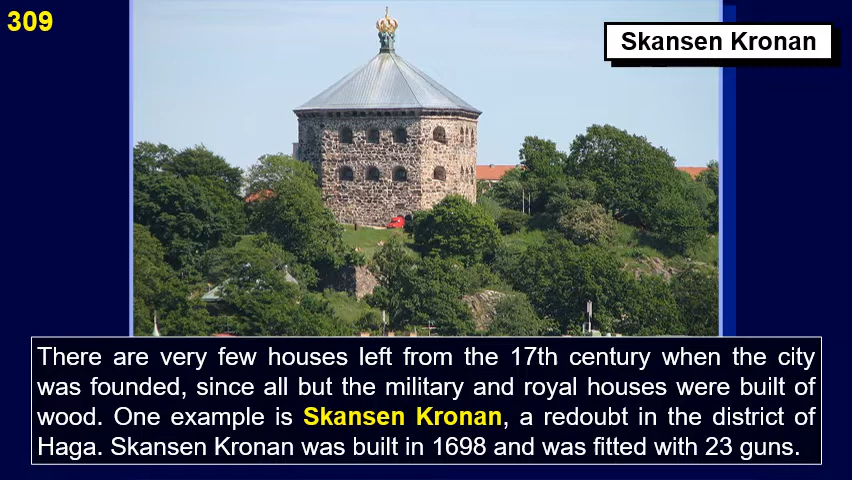 309
Skansen Kronan
There are very few houses left from the 17th century when the city
was founded, since all but the military and royal houses were built of
wood. One example is Skansen Kronan, a redoubt in the district of
Haga. Skansen Kronan was built in 1698 and was fitted with 23 guns.